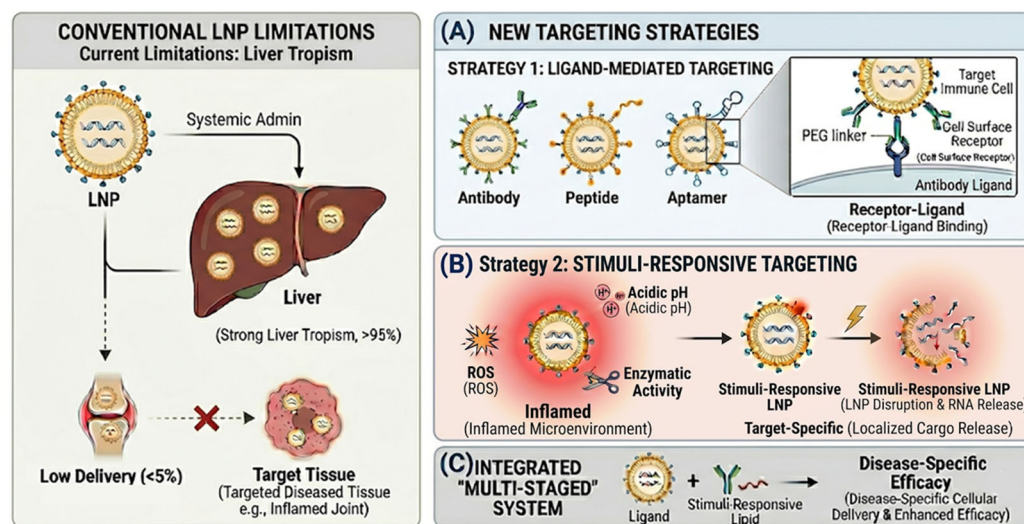 CONVENTIONAL LNP LIMITATIONS
Current Limitations: Liver Tropism
LNP
Systemic Admin
Liver
(Strong Liver Tropism, >95%)
Low Delivery (<5%)
Target Tissue
(Targeted Diseased Tissue
e.g., Inflamed Joint)
(A) NEW TARGETING STRATEGIES
STRATEGY 1: LIGAND-MEDIATED TARGETING
Antibody
Peptide
Aptamer
Target
Immune Cell
PEG linker
Cell Surface
Receptor
(Cell Surface Receptor)
Antibody Ligand
Receptor-Ligand
(Receptor-Ligand Binding)
(B) Strategy 2: STIMULI-RESPONSIVE TARGETING
H+ H+ Acidic pH
H+ (Acidic pH)
ROS
(ROS)
Enzymatic
Activity
Inflamed
(Inflamed Microenvironment)
Stimuli-Responsive
LNP
Stimuli-Responsive LNP
(LNP Disruption & RNA Release)
Target-Specific (Localized Cargo Release)
(C) INTEGRATED
"MULTI-STAGED"
SYSTEM
Ligand
+
Stimuli-Responsive
Lipid
Disease-Specific
Efficacy
(Disease-Specific Cellular
Delivery & Enhanced Efficacy)